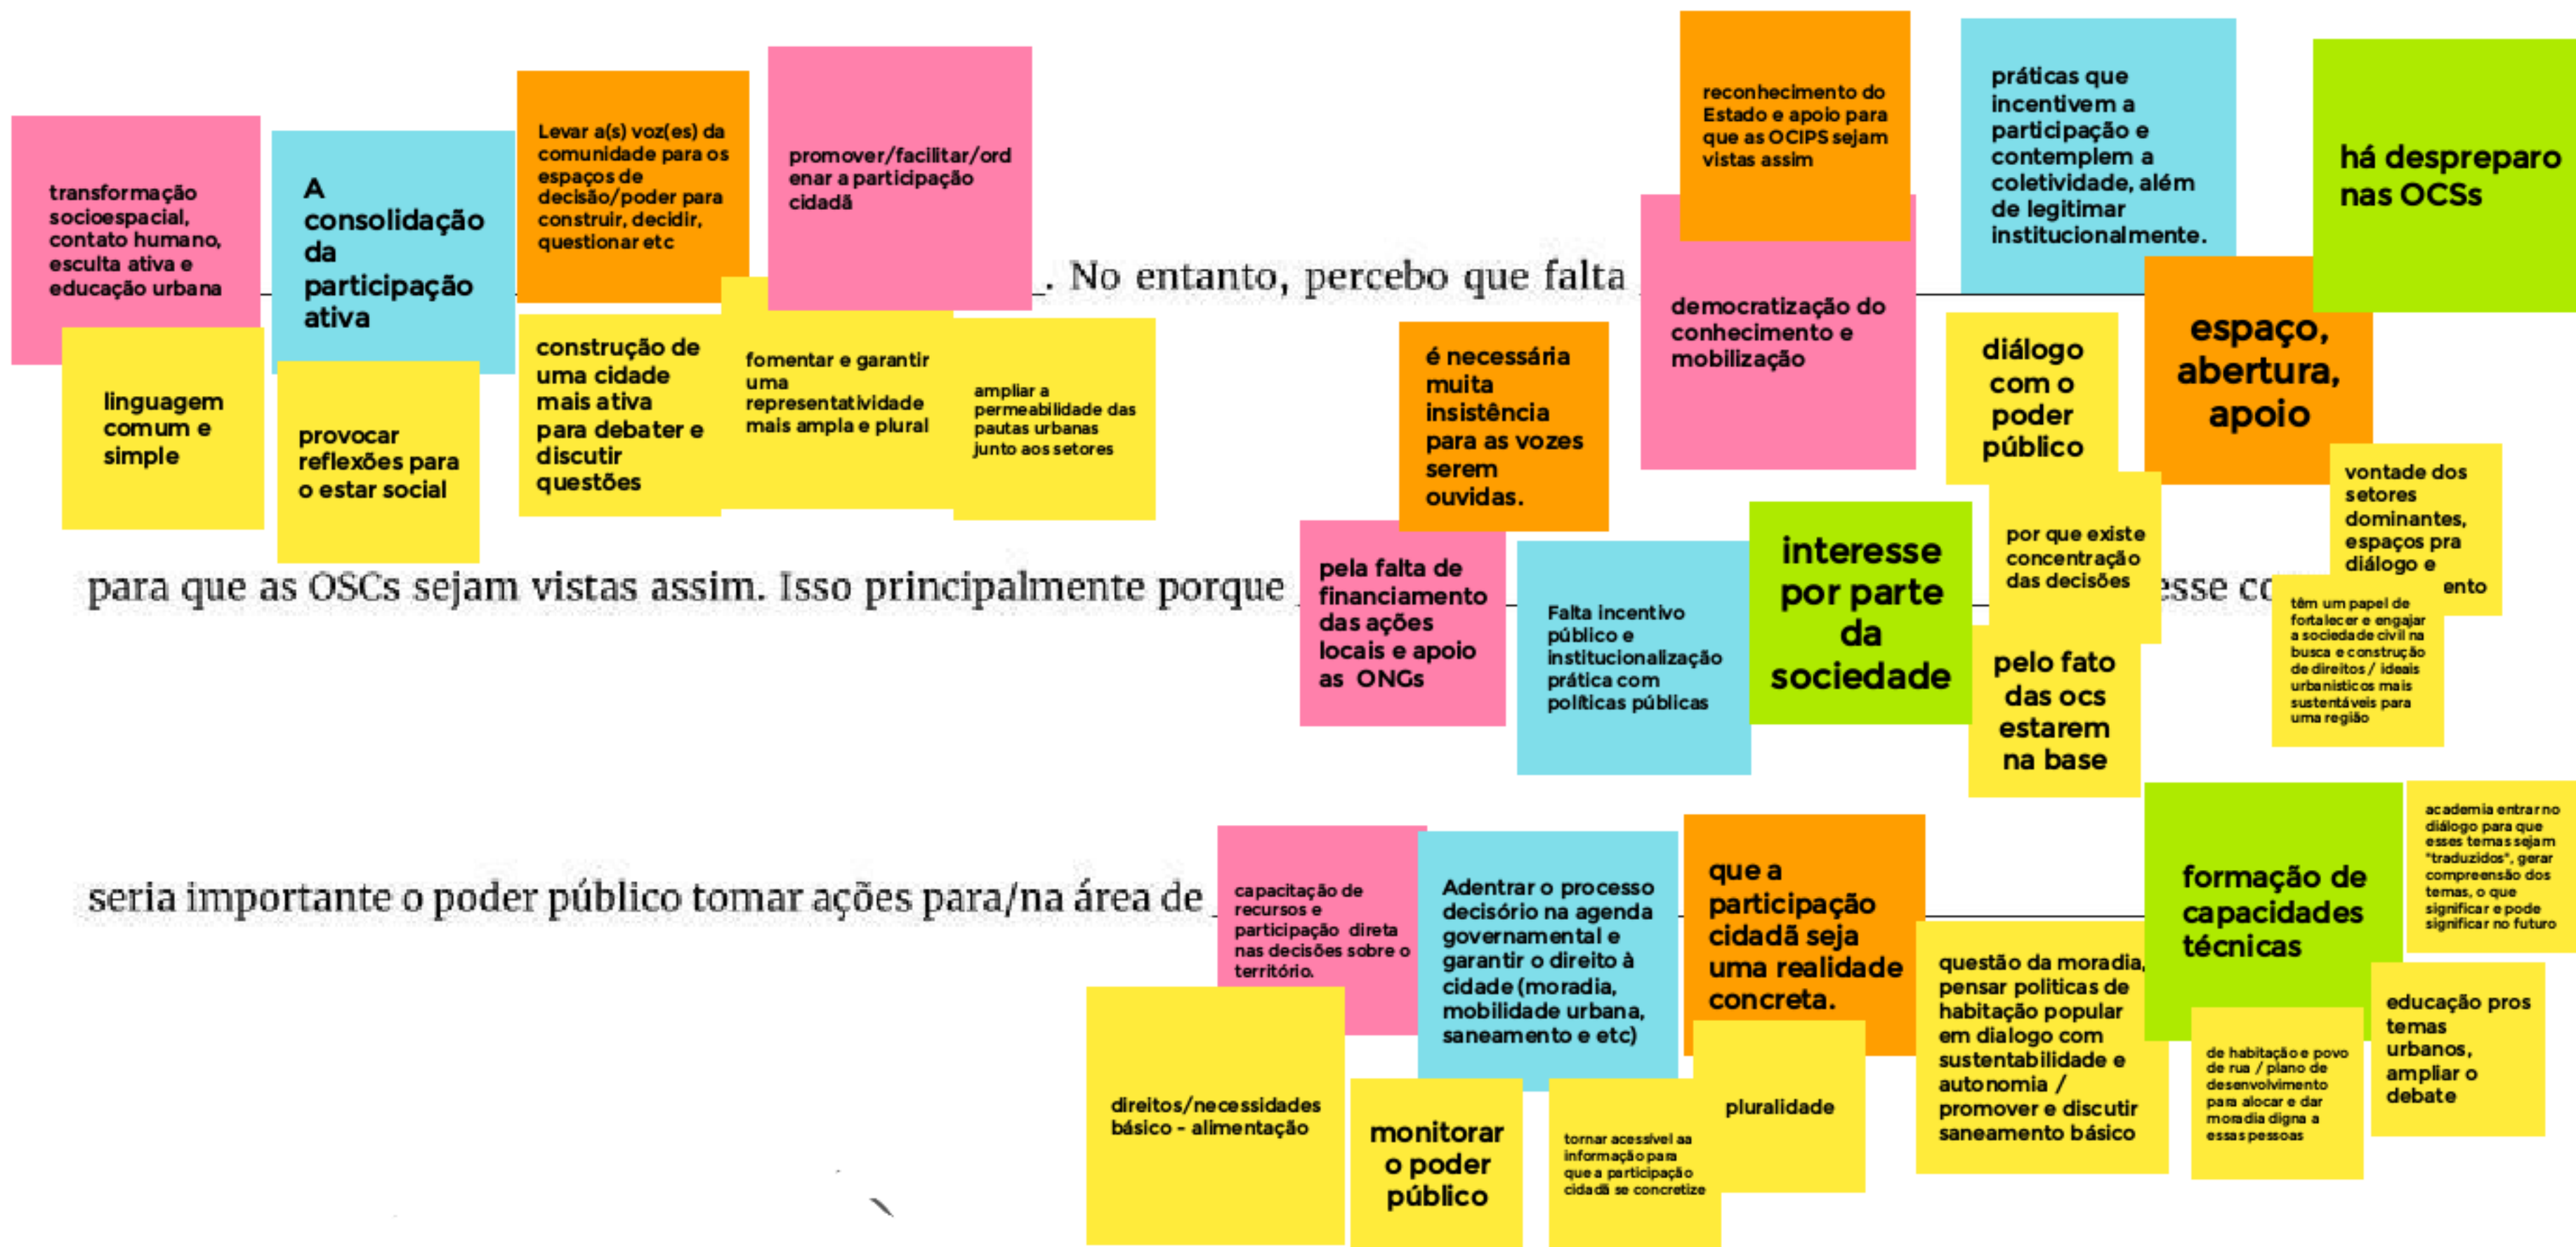 transformação
socioespacial,
contato humano,
esculta ativa e
educação urbana
A
consolidação
da
participação
ativa
Levar a(s) voz(es) da
comunidade para os
espaços de
decisão/poder para
construir, decidir,
questionar etc
promover/facilitar/ord
enar a participação
cidadã
linguagem
comum e
simple
provocar
reflexões para
o estar social
construção de
uma cidade
mais ativa
para debater e
discutir
questões
fomentar e garantir
uma
representatividade
mais ampla e plural
ampliar a
permeabilidade das
pautas urbanas
junto aos setores
. No entanto, percebo que falta
reconhecimento do
Estado e apoio para
que as OCIPS sejam
vistas assim
democratização do
conhecimento e
mobilização
práticas que
incentivem a
participação e
contemplem a
coletividade, além
de legitimar
institucionalmente.
há despreparo
nas OCSs
diálogo
com o
poder
público
espaço,
abertura,
apoio
vontade dos
setores
dominantes,
espaços pra
diálogo e
ento
para que as OSCs sejam vistas assim. Isso principalmente porque
é necessária
muita
insistência
para as vozes
serem
ouvidas.
pela falta de
financiamento
das ações
locais e apoio
as ONGs
Falta incentivo
público e
institucionalização
prática com
políticas públicas
interesse
por parte
da
sociedade
por que existe
concentração
das decisões
pelo fato
das ocs
estarem
na base
esse co
têm um papel de
fortalecer e engajar
a sociedade civil na
busca e construção
de direitos / ideais
urbanisticos mais
sustentáveis para
uma região
seria importante o poder público tomar ações para/na área de
capacitação de
recursos e
participação direta
nas decisões sobre o
território.
Adentrar o processo
decisório na agenda
governamental e
garantir o direito à
cidade (moradia,
mobilidade urbana,
saneamento e etc)
que a
participação
cidadã seja
uma realidade
concreta.
questão da moradia,
pensar politicas de
habitação popular
em dialogo com
sustentabilidade e
autonomia /
promover e discutir
saneamento básico
formação de
capacidades
técnicas
academia entrar no
diálogo para que
esses temas sejam
"traduzidos", gerar
compreensão dos
temas, o que
significar e pode
significar no futuro
direitos/necessidades
básico - alimentação
monitorar
o poder
público
tornar acessível aa
informação para
que a participação
cidadã se concretize
pluralidade
de habitação e povo
de rua / plano de
desenvolvimento
para alocar e dar
moradia digna a
essas pessoas
educação pros
temas
urbanos,
ampliar o
debate